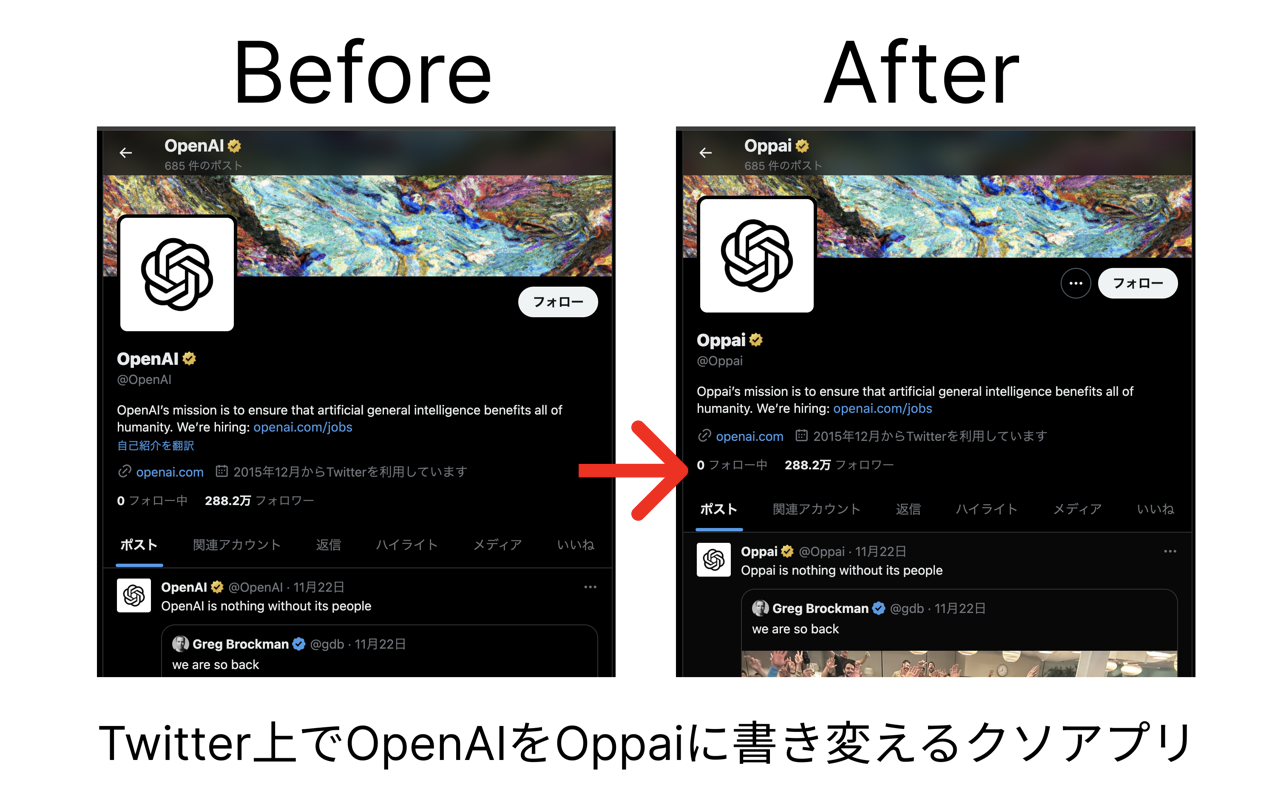 Before
After
OpenAI
685 件のポスト
フォロー
OpenAI
@OpenAI
OpenAI’s mission is to ensure that artificial general intelligence benefits all of
humanity. We’re hiring: openai.com/jobs
自己紹介を翻訳
openai.com 2015年12月からTwitterを利用しています
0 フォロー中 288.2万 フォロワー
ポスト 関連アカウント 返信 ハイライト メディア いいね
OpenAI @OpenAI · 11月22日
OpenAI is nothing without its people
Greg Brockman @gdb · 11月22日
we are so back
Oppai
685 件のポスト
フォロー
Oppai
@Oppai
Oppai’s mission is to ensure that artificial general intelligence benefits all of
humanity. We’re hiring: openai.com/jobs
openai.com 2015年12月からTwitterを利用しています
0 フォロー中 288.2万 フォロワー
ポスト 関連アカウント 返信 ハイライト メディア いいね
Oppai @Oppai · 11月22日
Oppai is nothing without its people
Greg Brockman @gdb · 11月22日
we are so back
Twitter上でOpenAIをOppaiに書き変えるクソアプリ